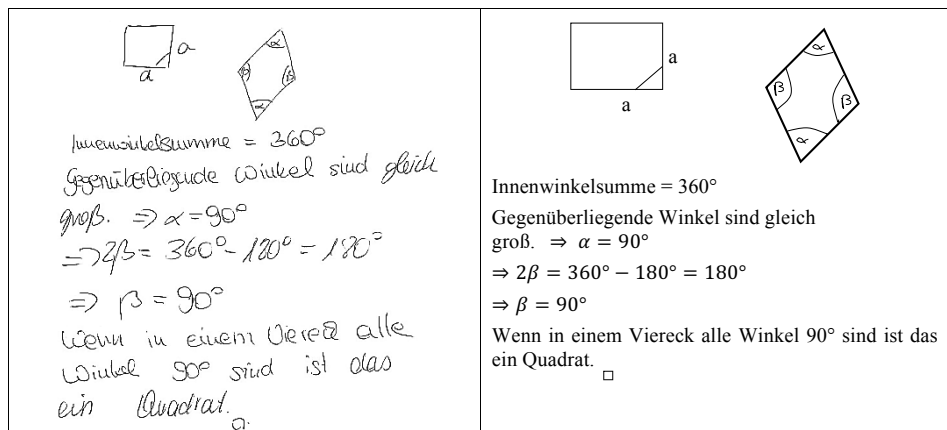 a
a
α
β
β
α
Innenwinkelsumme = 360°
Gegenüberliegende Winkel sind gleich
groß. ⇒ α = 90°
⇒ 2β = 360° - 180° = 180°
⇒ β = 90°
Wenn in einem Viereck alle
Winkel 90° sind ist das
ein Quadrat.
a
a
α
β
β
α
Innenwinkelsumme = 360°
Gegenüberliegende Winkel sind gleich
groß. ⇒ α = 90°
⇒ 2β = 360° − 180° = 180°
⇒ β = 90°
Wenn in einem Viereck alle Winkel 90° sind ist das
ein Quadrat.